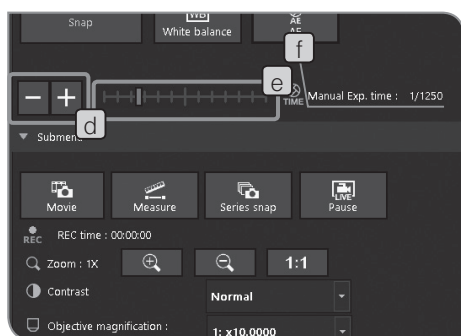 Snap
WB
White balance
AE
f
− +
d
e
TIME
Manual Exp. time : 1/1250
Submenu
Movie
Measure
Series snap
LIVE
Pause
REC
REC time : 00:00:00
Zoom : 1X
1:1
Contrast
Normal
Objective magnification :
1: x10.0000